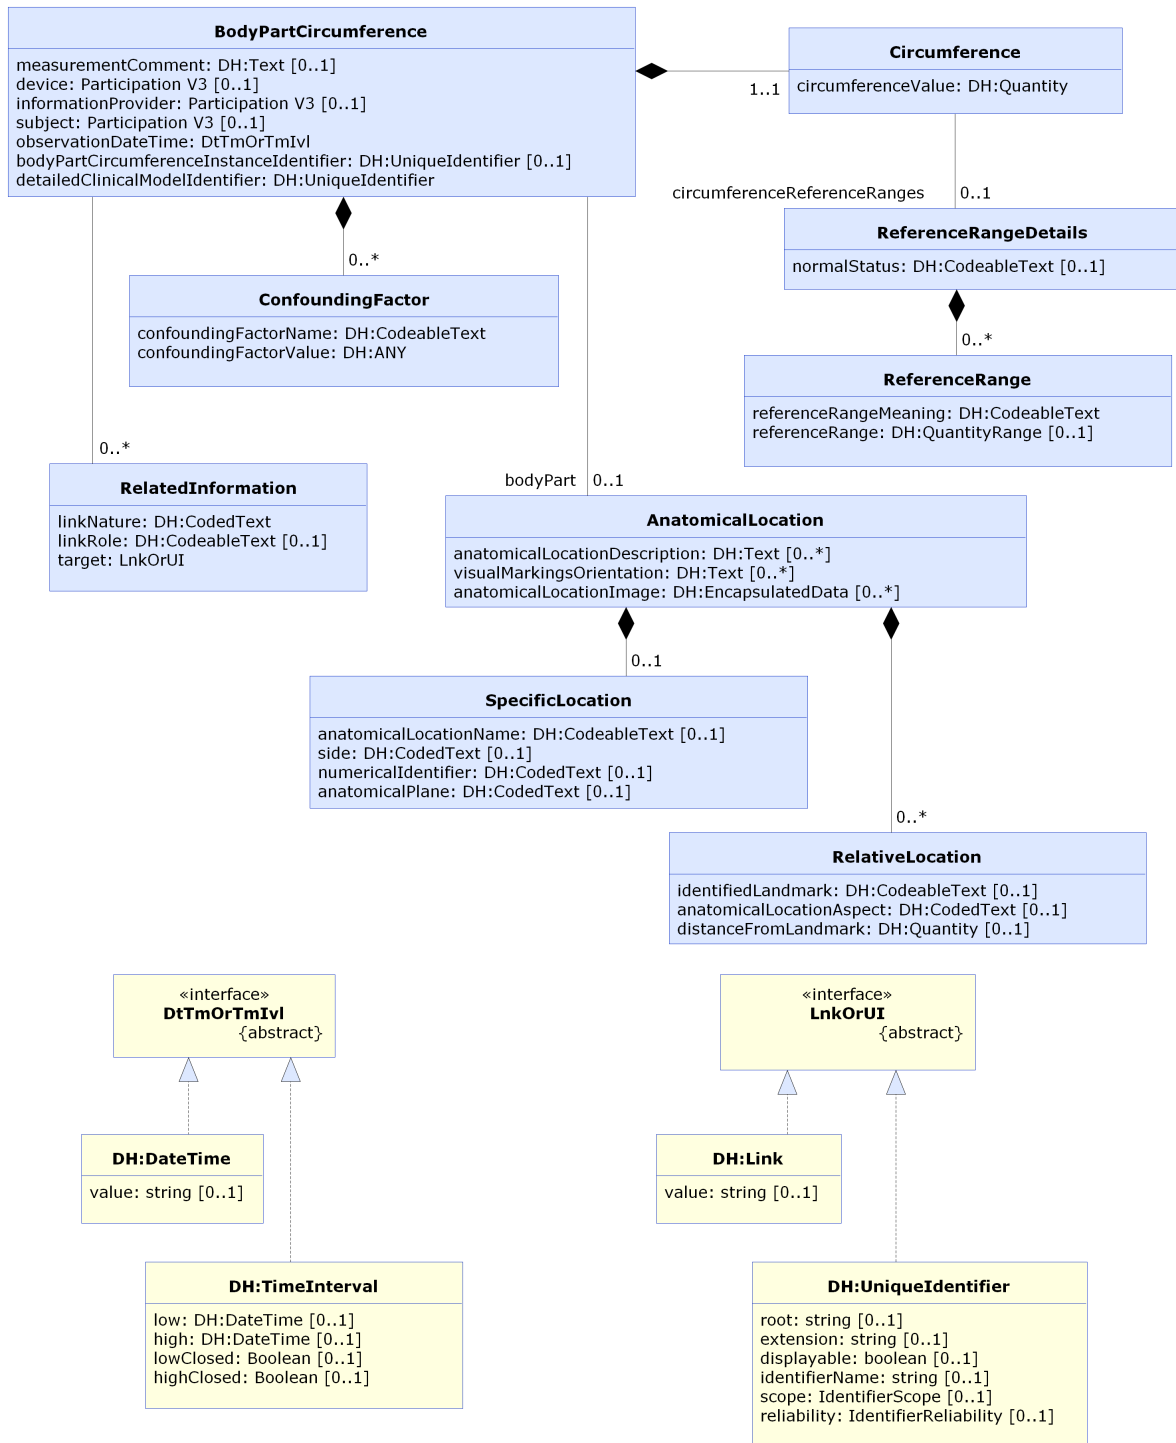 BodyPartCircumference
measurementComment: DH:Text [0..1]
device: Participation V3 [0..1]
informationProvider: Participation V3 [0..1]
subject: Participation V3 [0..1]
observationDateTime: DtTmOrTmIvl
bodyPartCircumferenceInstanceIdentifier: DH:UniqueIdentifier [0..1]
detailedClinicalModelIdentifier: DH:UniqueIdentifier
1..1
Circumference
circumferenceValue: DH:Quantity
circumferenceReferenceRanges
0..1
ReferenceRangeDetails
normalStatus: DH:CodeableText [0..1]
0..*
ConfoundingFactor
confoundingFactorName: DH:CodeableText
confoundingFactorValue: DH:ANY
0..*
ReferenceRange
referenceRangeMeaning: DH:CodeableText
referenceRange: DH:QuantityRange [0..1]
0..*
RelatedInformation
linkNature: DH:CodedText
linkRole: DH:CodeableText [0..1]
target: LnkOrUI
bodyPart
0..1
AnatomicalLocation
anatomicalLocationDescription: DH:Text [0..*]
visualMarkingsOrientation: DH:Text [0..*]
anatomicalLocationImage: DH:EncapsulatedData [0..*]
0..1
SpecificLocation
anatomicalLocationName: DH:CodeableText [0..1]
side: DH:CodedText [0..1]
numericalIdentifier: DH:CodedText [0..1]
anatomicalPlane: DH:CodedText [0..1]
0..*
RelativeLocation
identifiedLandmark: DH:CodeableText [0..1]
anatomicalLocationAspect: DH:CodedText [0..1]
distanceFromLandmark: DH:Quantity [0..1]
«interface»
DtTmOrTmIvl
{abstract}
«interface»
LnkOrUI
{abstract}
DH:DateTime
value: string [0..1]
DH:Link
value: string [0..1]
DH:TimeInterval
low: DH:DateTime [0..1]
high: DH:DateTime [0..1]
lowClosed: Boolean [0..1]
highClosed: Boolean [0..1]
DH:UniqueIdentifier
root: string [0..1]
extension: string [0..1]
displayable: boolean [0..1]
identifierName: string [0..1]
scope: IdentifierScope [0..1]
reliability: IdentifierReliability [0..1]